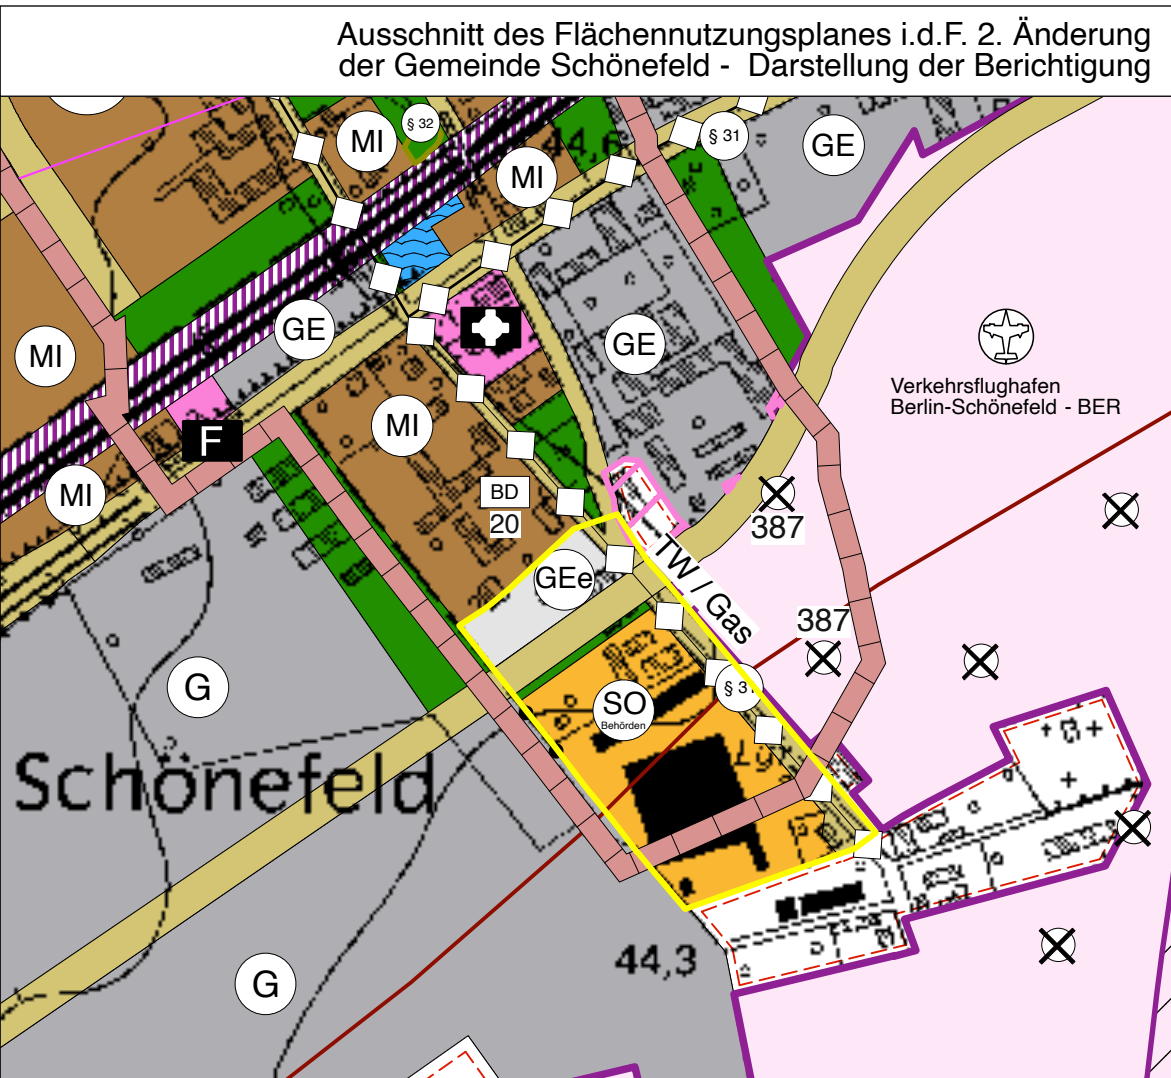 Ausschnitt des Flächennutzungsplanes i.d.F. 2. Änderung
der Gemeinde Schönefeld - Darstellung der Berichtigung
§ 32
MI
44,6
§ 31
GE
MI
GE
MI
GE
Verkehrsflughafen
Berlin-Schönefeld - BER
MI
F
MI
BD
20
387
GEe
TW / Gas
387
G
§ 31
SO
Behörden
Schönefeld
Ly
44,3
G